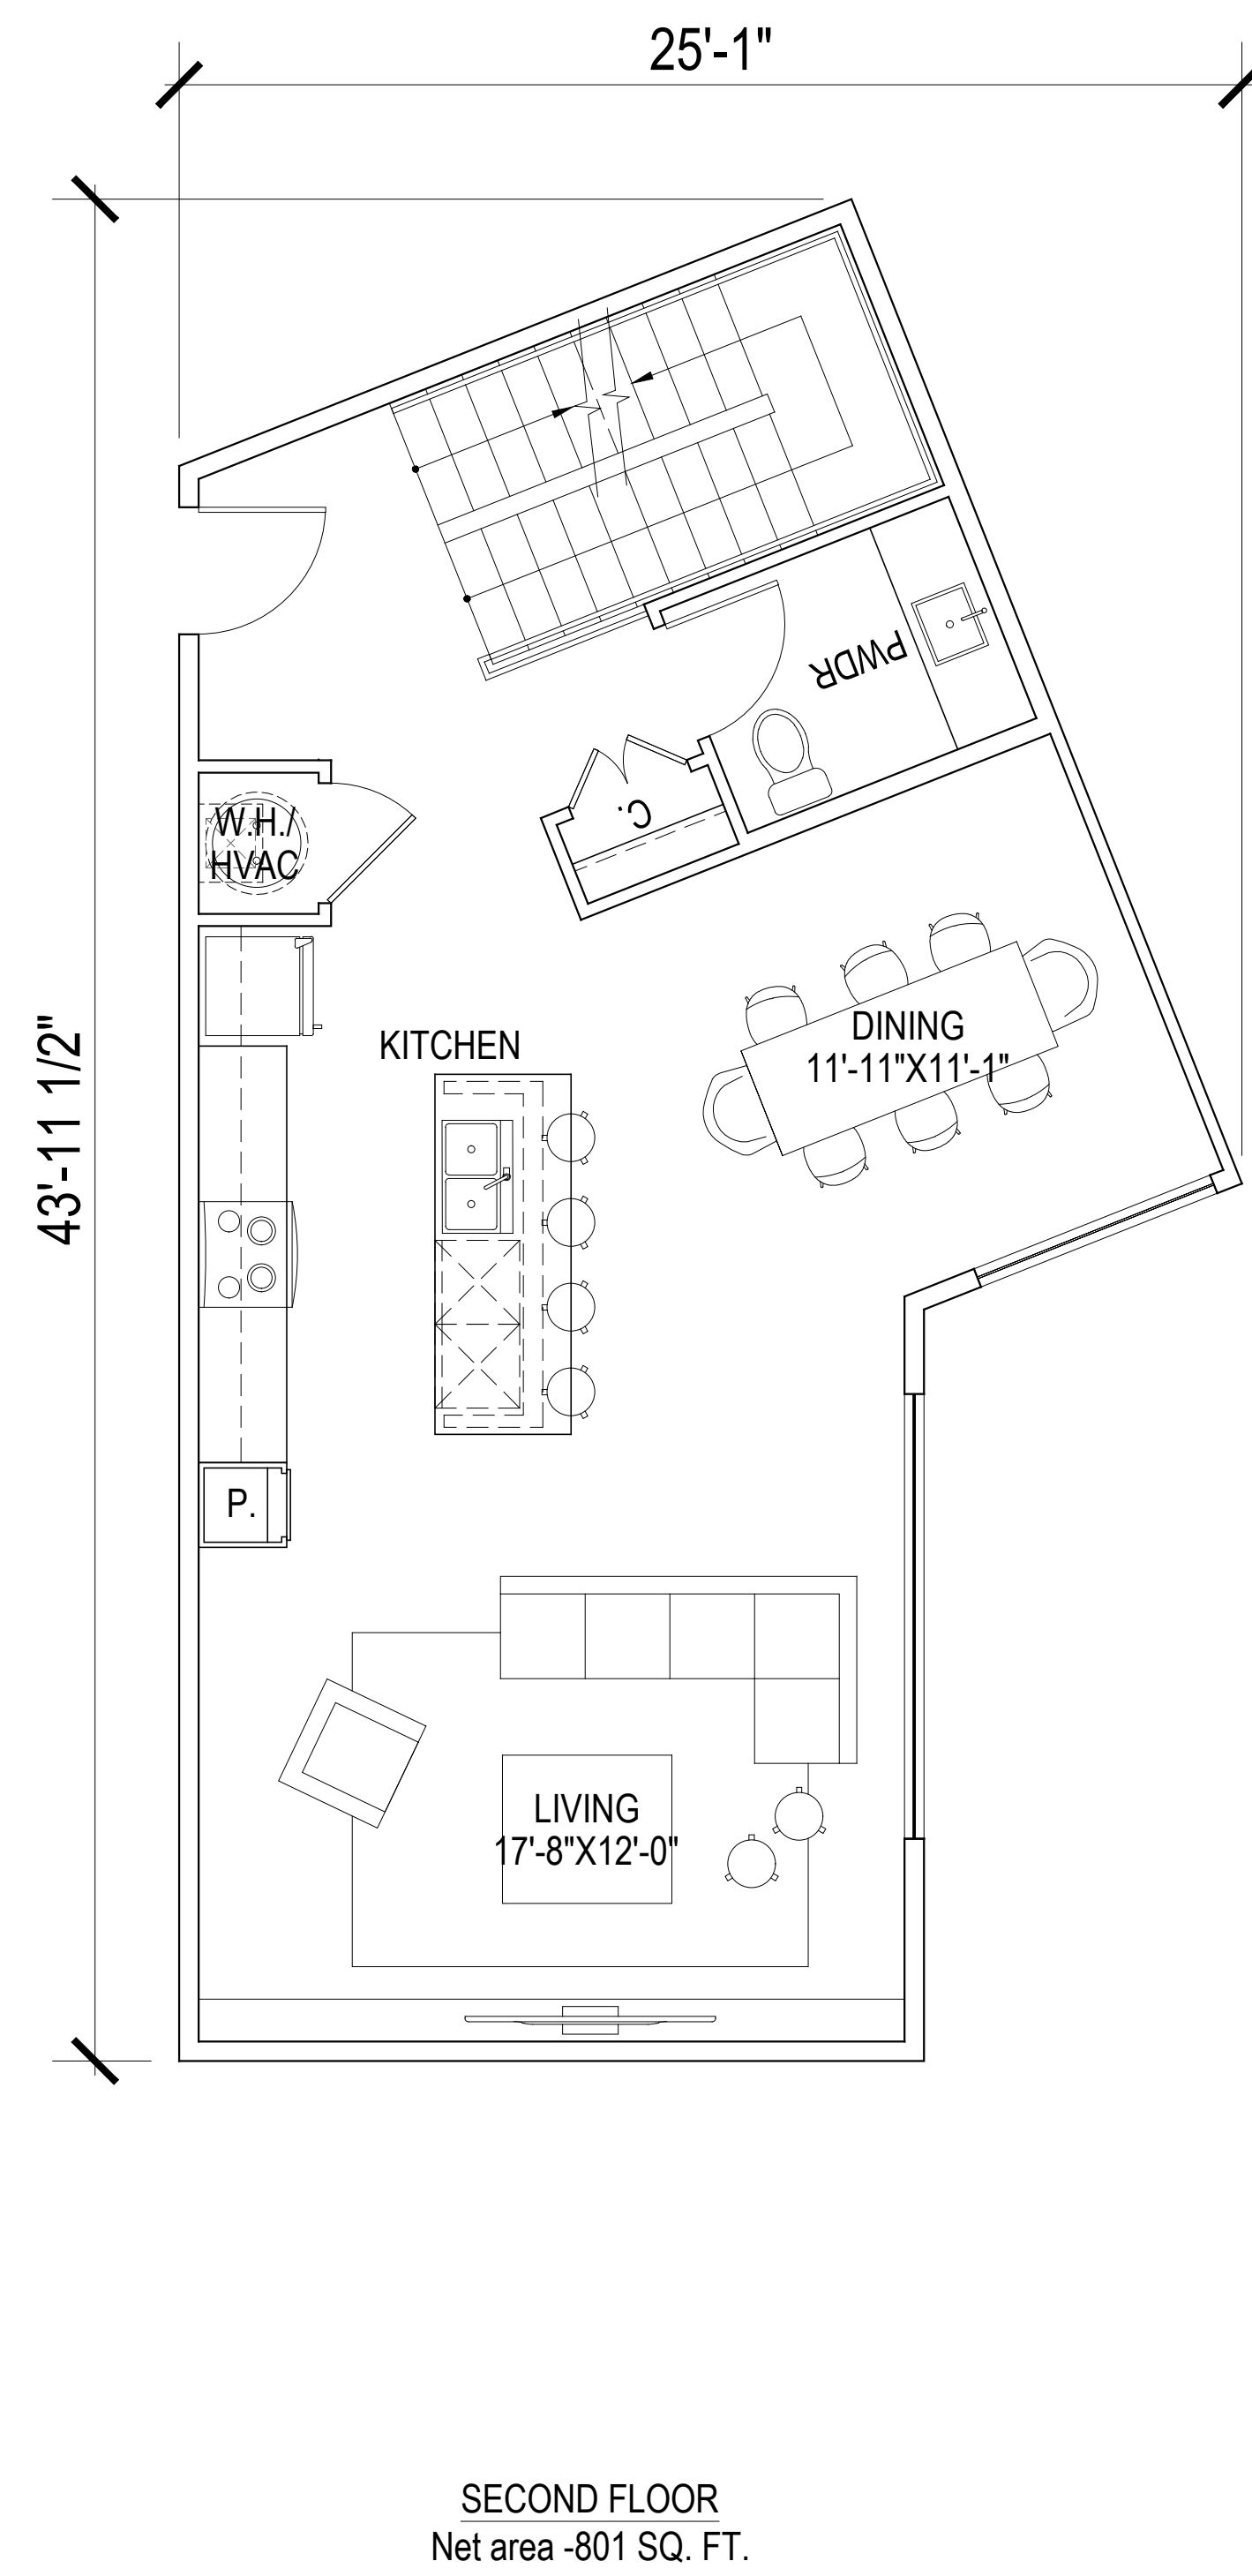 25'-1"
43'-11 1/2"
PWDR
W.H./
HVAC
C.
KITCHEN
DINING
11'-11"X11'-1"
P.
LIVING
17'-8"X12'-0"
SECOND FLOOR
Net area -801 SQ. FT.